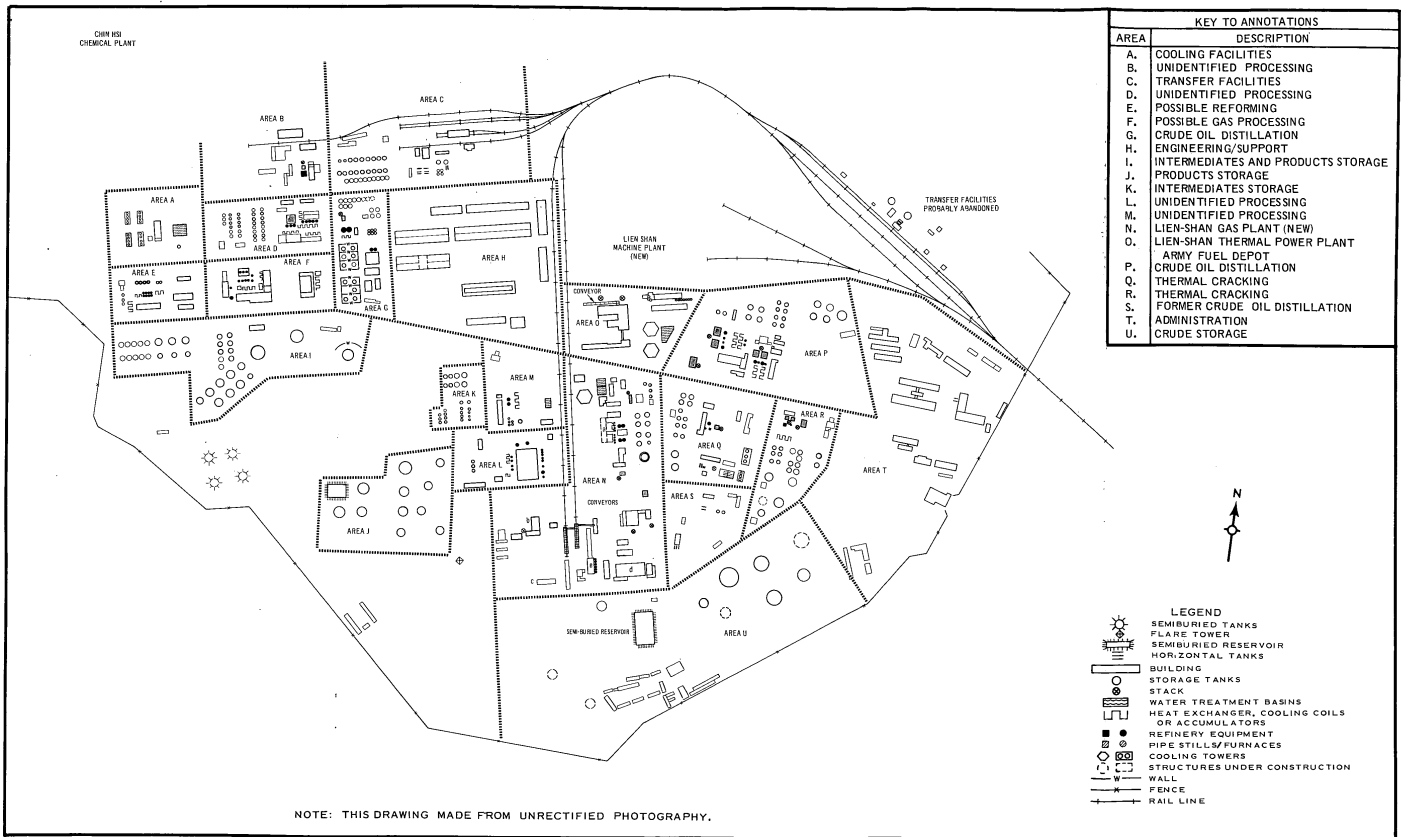 CHIN HSI
CHEMICAL PLANT
AREA B
AREA C
AREA A
AREA D
AREA E
AREA F
AREA G
AREA H
AREA I
W
LIEN SHAN
MACHINE PLANT
(NEW)
TRANSFER FACILITIES
PROBABLY ABANDONED
CONVEYOR
AREA O
AREA P
AREA K
AREA M
AREA L
AREA J
AREA N
CONVEYORS
AREA Q
AREA R
AREA S
AREA T
SEMI-BURIED RESERVOIR
AREA U
KEY TO ANNOTATIONS
AREA DESCRIPTION
A. COOLING FACILITIES
B. UNIDENTIFIED PROCESSING
C. TRANSFER FACILITIES
D. UNIDENTIFIED PROCESSING
E. POSSIBLE REFORMING
F. POSSIBLE GAS PROCESSING
G. CRUDE OIL DISTILLATION
H. ENGINEERING/SUPPORT
I. INTERMEDIATES AND PRODUCTS STORAGE
J. PRODUCTS STORAGE
K. INTERMEDIATES STORAGE
L. UNIDENTIFIED PROCESSING
M. UNIDENTIFIED PROCESSING
N. LIEN-SHAN GAS PLANT (NEW)
O. LIEN-SHAN THERMAL POWER PLANT
ARMY FUEL DEPOT
P. CRUDE OIL DISTILLATION
Q. THERMAL CRACKING
R. THERMAL CRACKING
S. FORMER CRUDE OIL DISTILLATION
T. ADMINISTRATION
U. CRUDE STORAGE
N
LEGEND
SEMIBURIED TANKS
FLARE TOWER
SEMIBURIED RESERVOIR
HORIZONTAL TANKS
BUILDING
STORAGE TANKS
STACK
WATER TREATMENT BASINS
HEAT EXCHANGER, COOLING COILS
OR ACCUMULATORS
REFINERY EQUIPMENT
PIPE STILLS/FURNACES
COOLING TOWERS
STRUCTURES UNDER CONSTRUCTION
W WALL
FENCE
RAIL LINE
NOTE: THIS DRAWING MADE FROM UNRECTIFIED PHOTOGRAPHY.